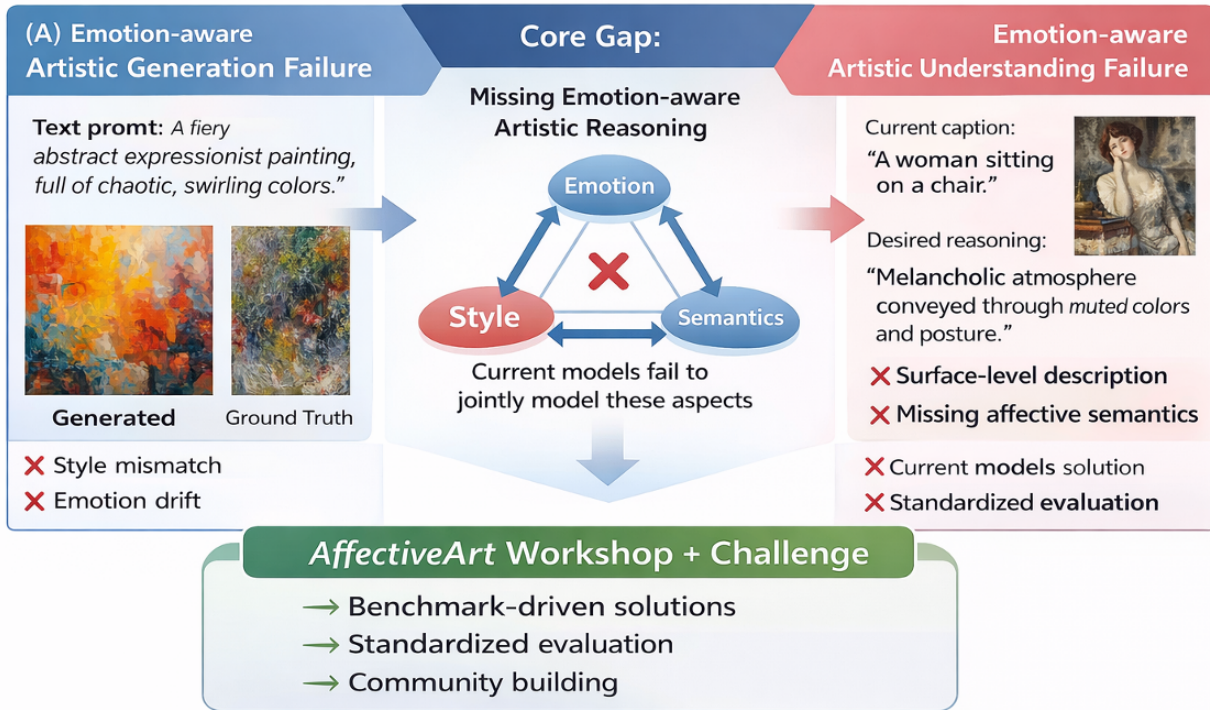 (A) Emotion-aware
Artistic Generation Failure
Text promt: A fiery
abstract expressionist painting,
full of chaotic, swirling colors.”
Generated
Ground Truth
Style mismatch
Emotion drift
Core Gap:
Missing Emotion-aware
Artistic Reasoning
Emotion
Style
Semantics
Current models fail to
jointly model these aspects
Emotion-aware
Artistic Understanding Failure
Current caption:
“A woman sitting
on a chair.”
Desired reasoning:
“Melancholic atmosphere
conveyed through muted colors
and posture.”
Surface-level description
Missing affective semantics
Current models solution
Standardized evaluation
AffectiveArt Workshop + Challenge
→ Benchmark-driven solutions
→ Standardized evaluation
→ Community building